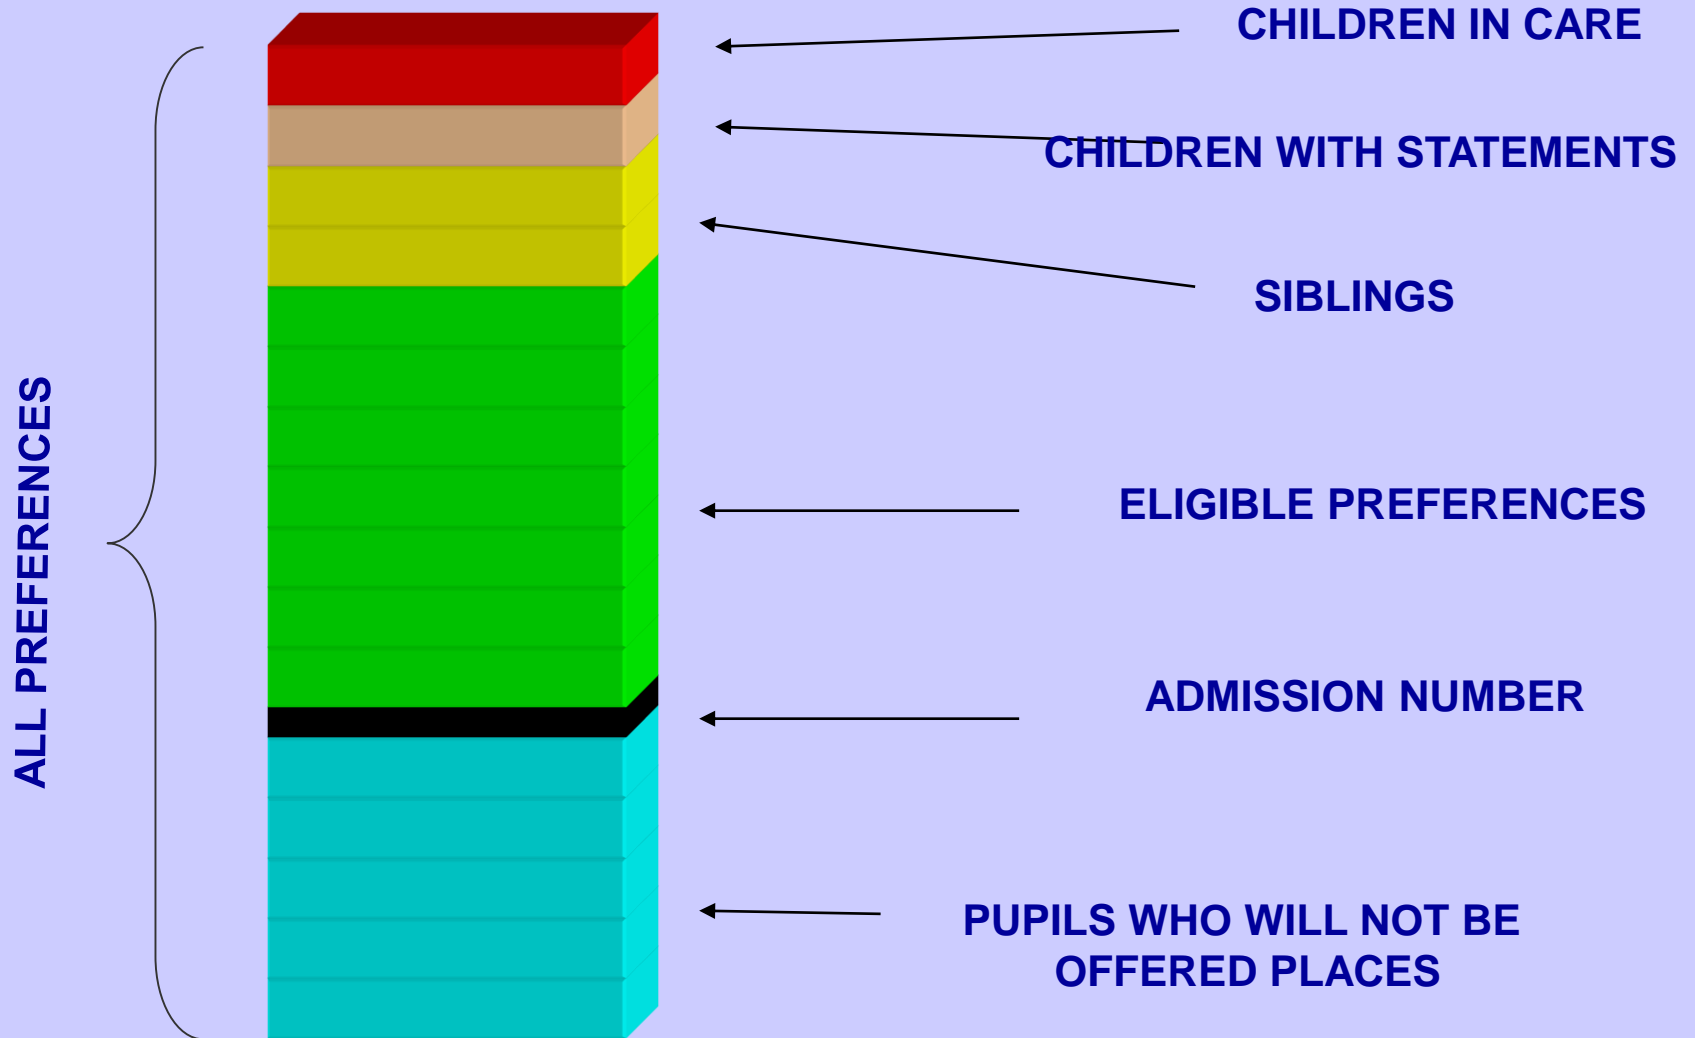 CHILDREN IN CARE
CHILDREN WITH STATEMENTS
SIBLINGS
ALL PREFERENCES
ELIGIBLE PREFERENCES
ADMISSION NUMBER
PUPILS WHO WILL NOT BE
OFFERED PLACES